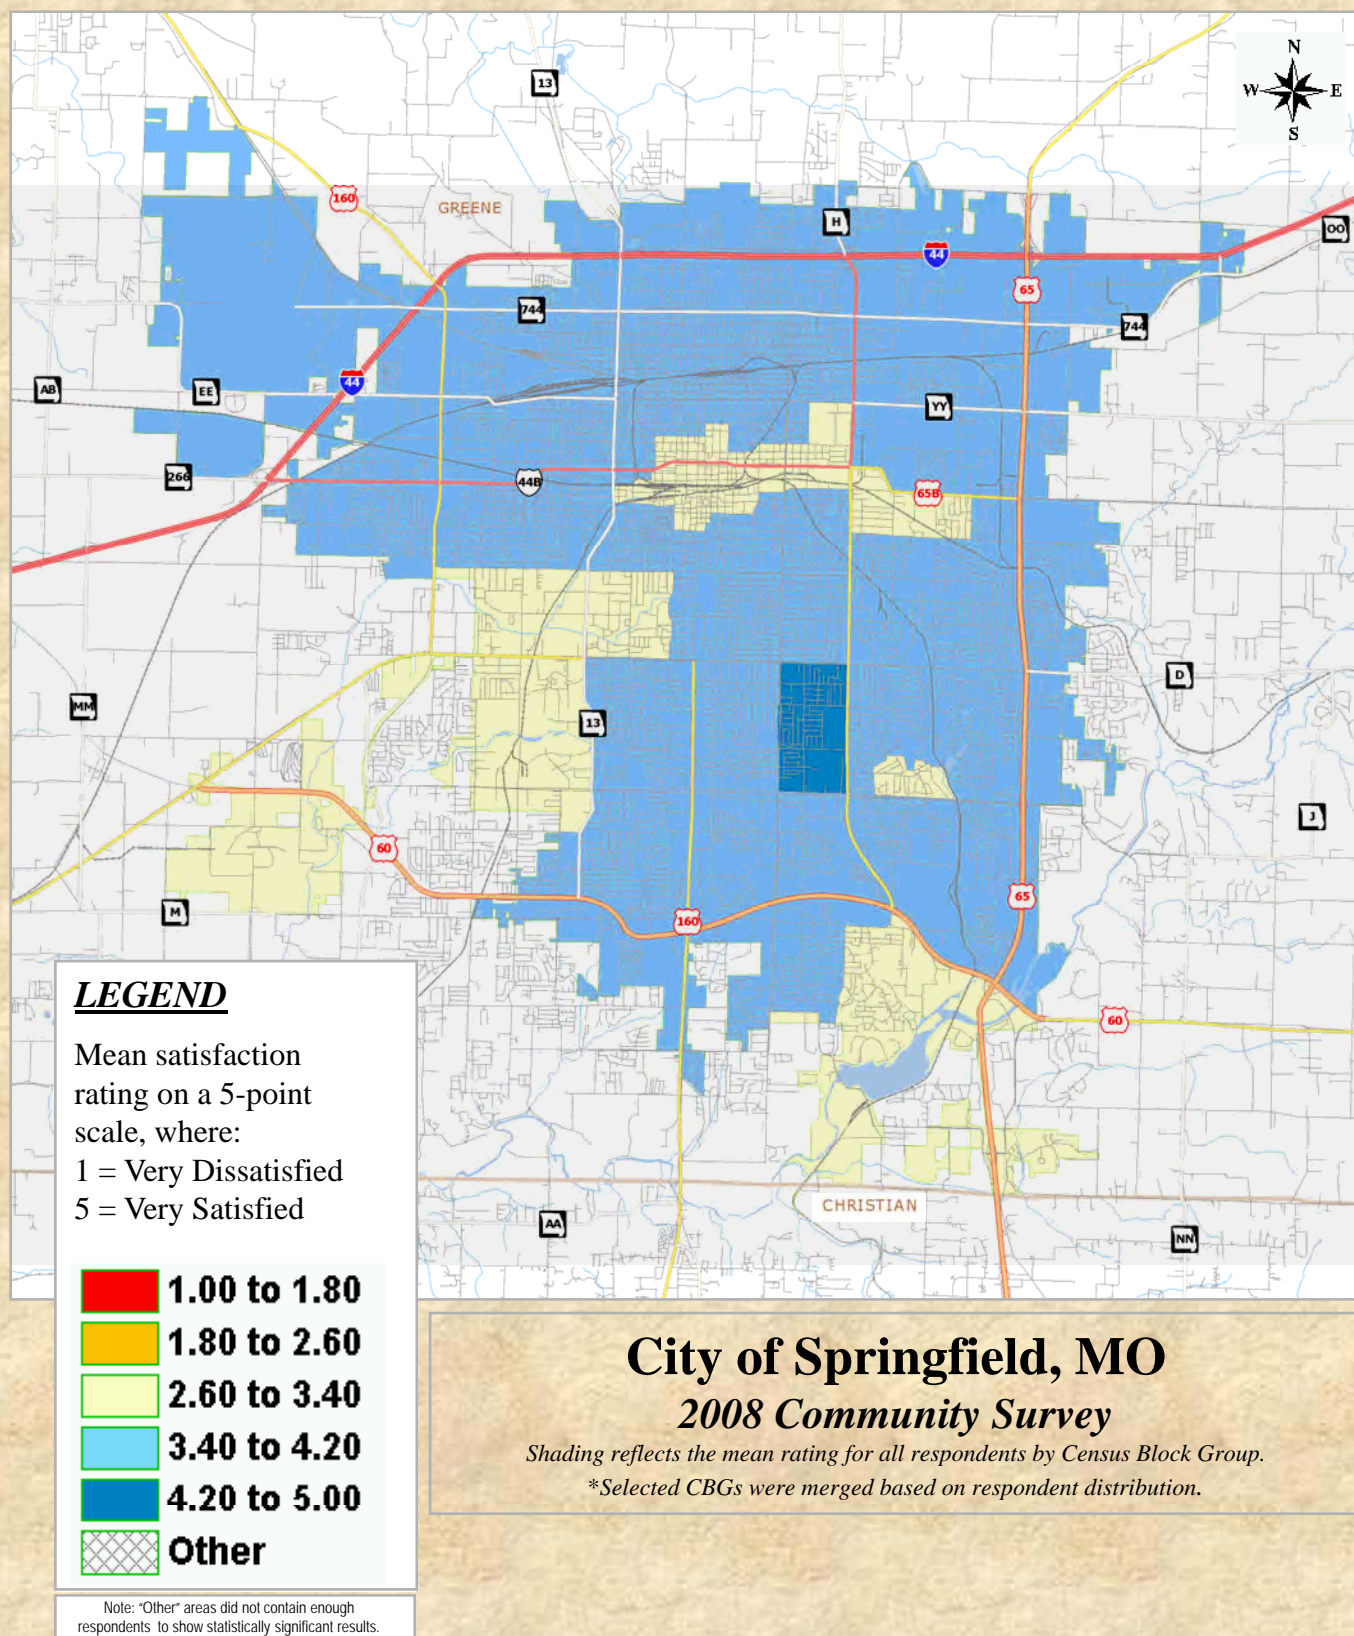 N
W E
S
13
160
GREENE
H
OO
44
65
744
744
44
AB
EE
YY
266
44B
65B
D
MM
13
J
60
65
M
160
60
CHRISTIAN
AA
NN
LEGEND
Mean satisfaction
rating on a 5-point
scale, where:
1 = Very Dissatisfied
5 = Very Satisfied
1.00 to 1.80
1.80 to 2.60
2.60 to 3.40
3.40 to 4.20
4.20 to 5.00
Other
Note: “Other” areas did not contain enough
respondents to show statistically significant results.
City of Springfield, MO
2008 Community Survey
Shading reflects the mean rating for all respondents by Census Block Group.
*Selected CBGs were merged based on respondent distribution.